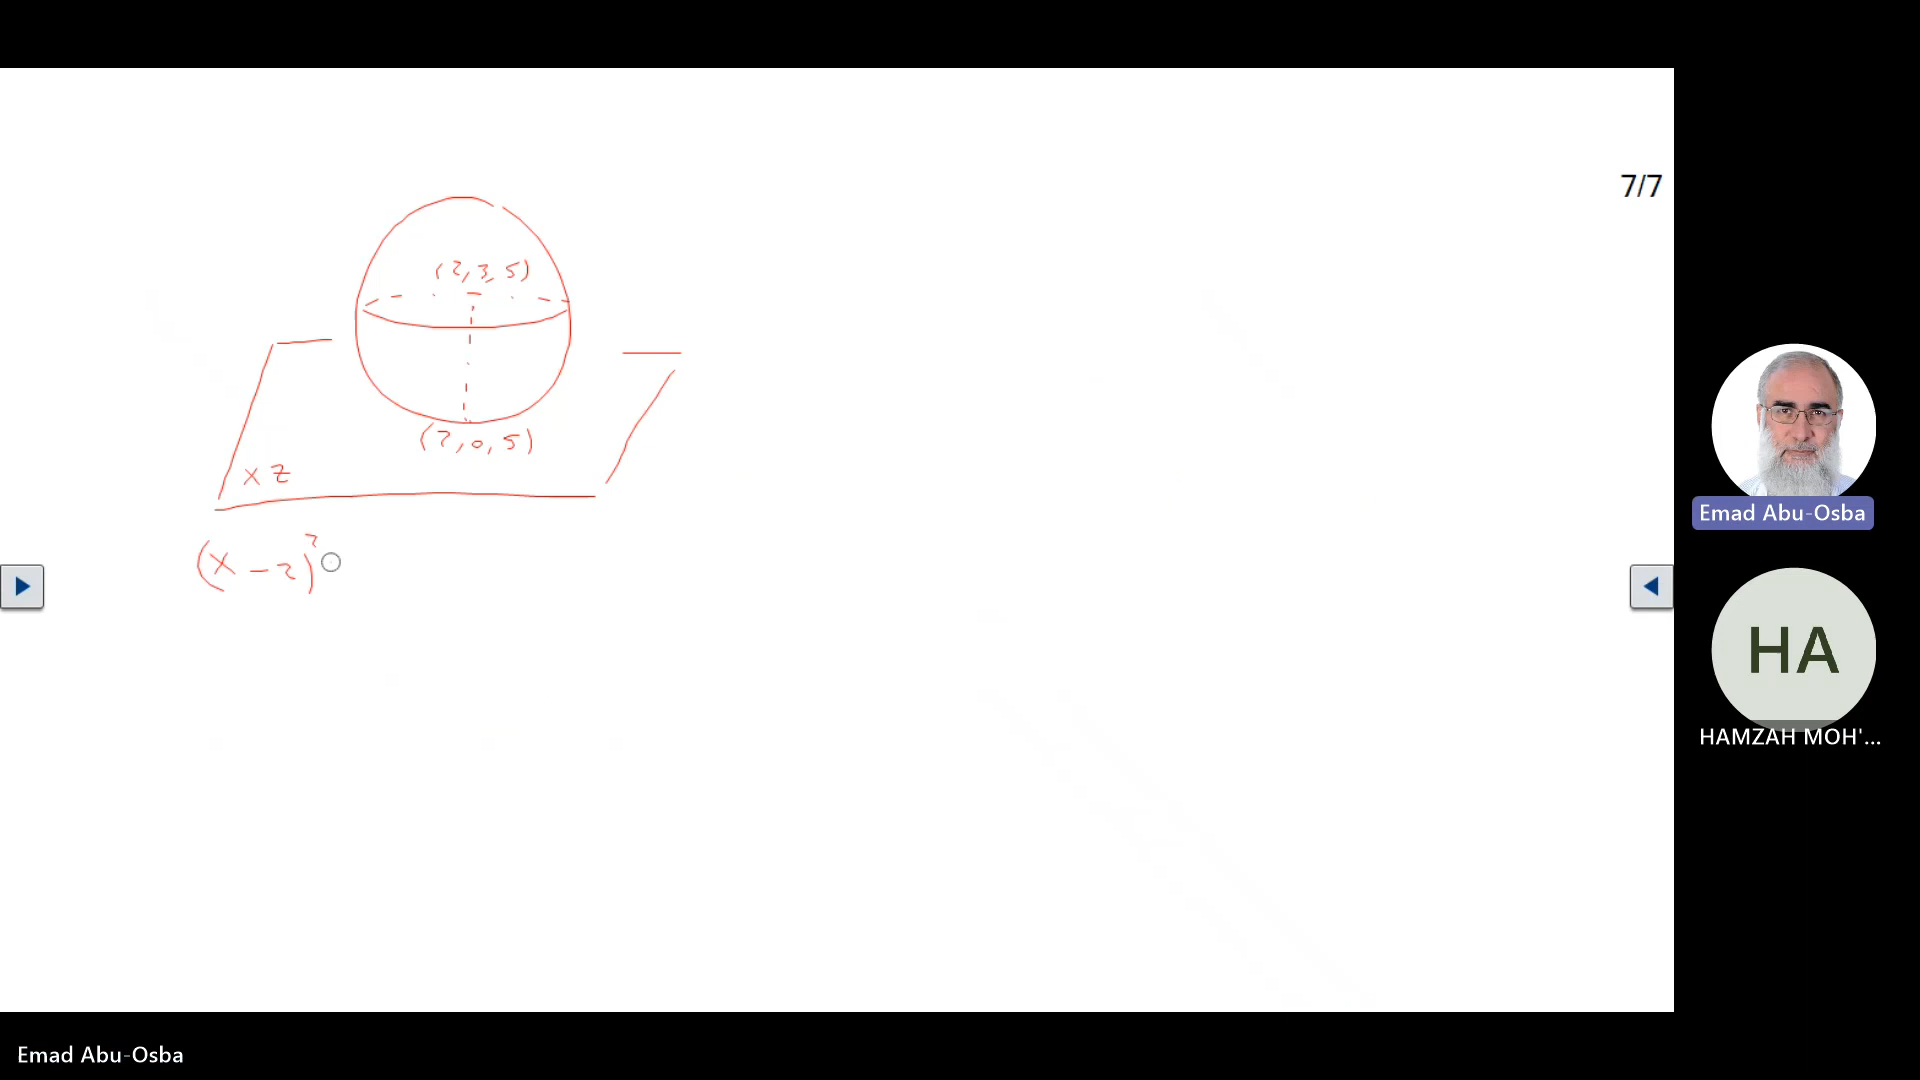 7/7
(2, 3, 5)
(2, 0, 5)
x z
(x - 2)²
Emad Abu-Osba
HA
HAMZAH MOH'...
Emad Abu-Osba